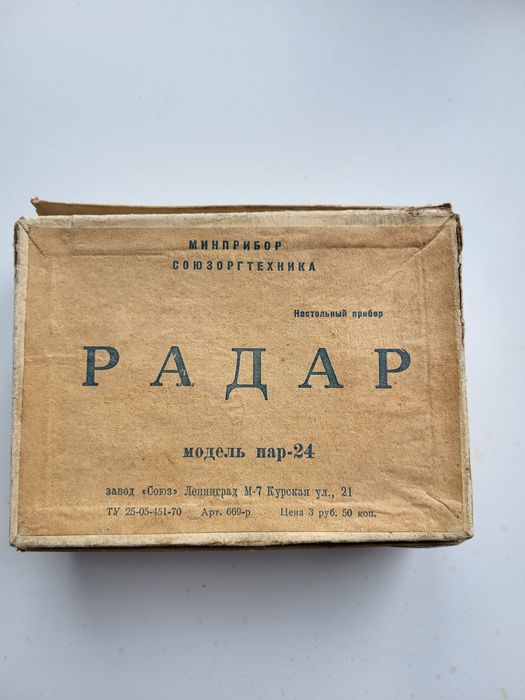 МИНПРИБОР
СОЮЗОРГТЕХНИКА
Настольный прибор
РАДАР
модель пар-24
завод «Союз» Ленинград М-7 Курская ул., 21
ТУ 25-05-451-70 Арт. 669-р Цена 3 руб. 50 коп.